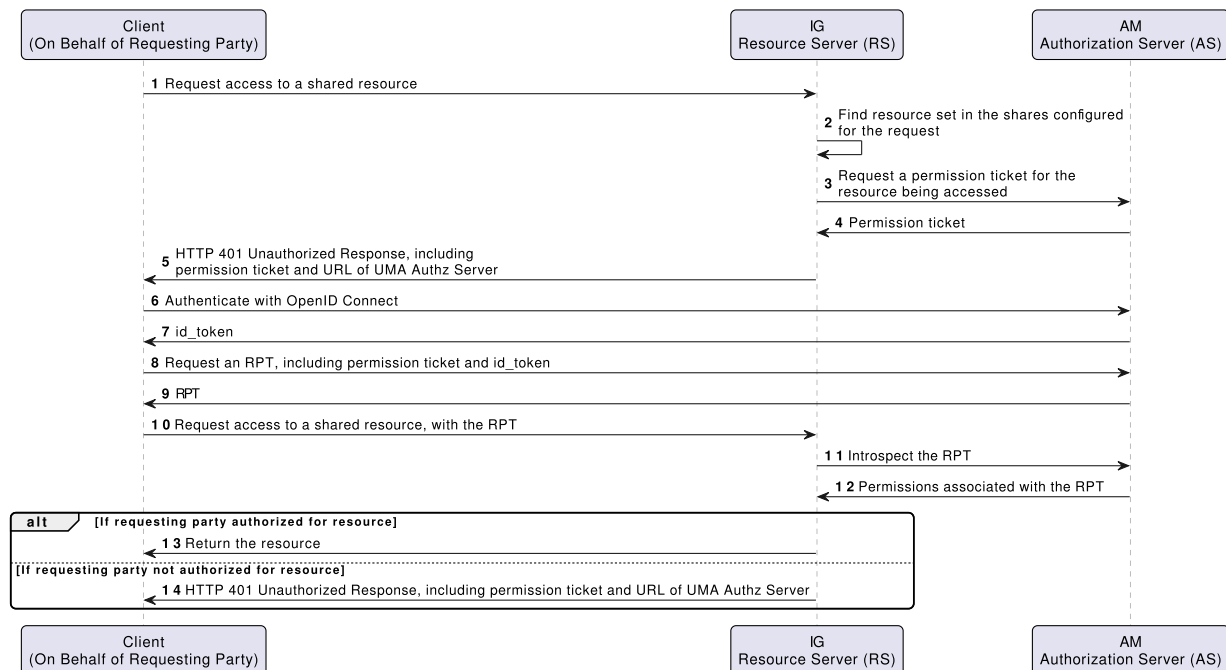 Client
(On Behalf of Requesting Party)
IG
Resource Server (RS)
AM
Authorization Server (AS)
1 Request access to a shared resource
2 Find resource set in the shares configured
for the request
3 Request a permission ticket for the
resource being accessed
4 Permission ticket
5 HTTP 401 Unauthorized Response, including
permission ticket and URL of UMA Authz Server
6 Authenticate with OpenID Connect
7 id_token
8 Request an RPT, including permission ticket and id_token
9 RPT
10 Request access to a shared resource, with the RPT
11 Introspect the RPT
12 Permissions associated with the RPT
alt [If requesting party authorized for resource]
13 Return the resource
[If requesting party not authorized for resource]
14 HTTP 401 Unauthorized Response, including permission ticket and URL of UMA Authz Server
Client
(On Behalf of Requesting Party)
IG
Resource Server (RS)
AM
Authorization Server (AS)